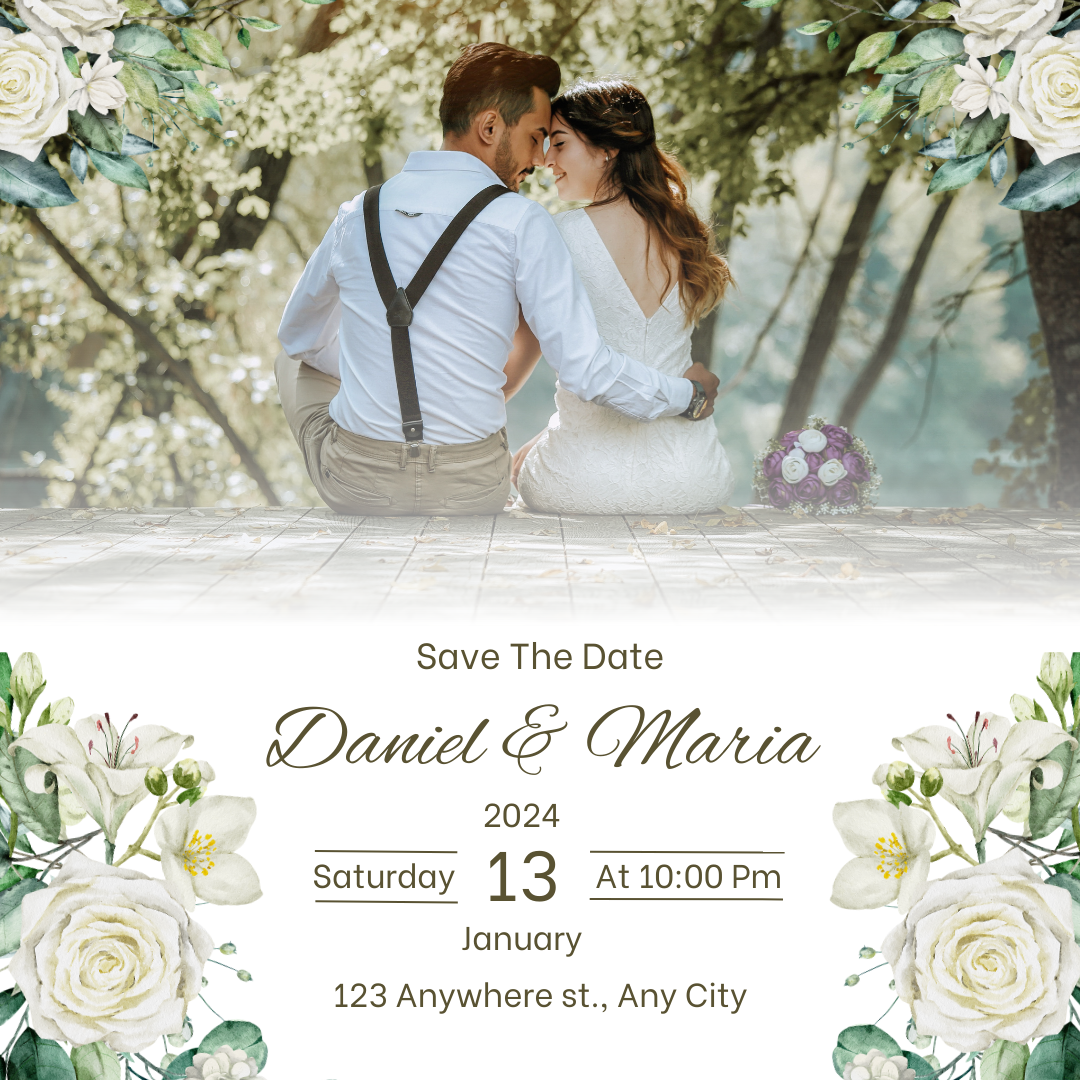 Save The Date
Daniel & Maria
2024
Saturday 13 At 10:00 Pm
January
123 Anywhere st., Any City